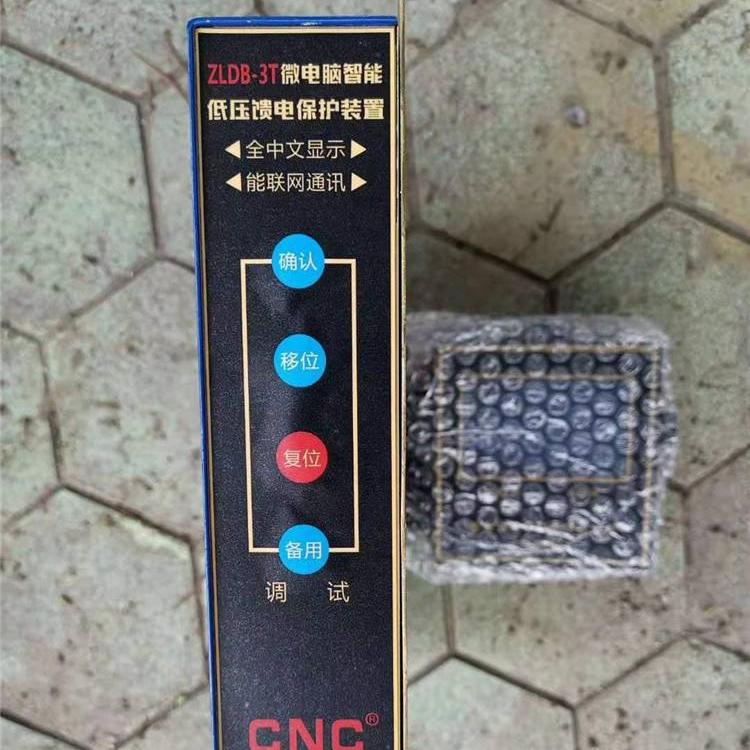 ZLDB-3T微电脑智能
低压馈电保护装置
◀全中文显示▶
◀能联网通讯▶
确认
移位
复位
备用
调 试
CNC®